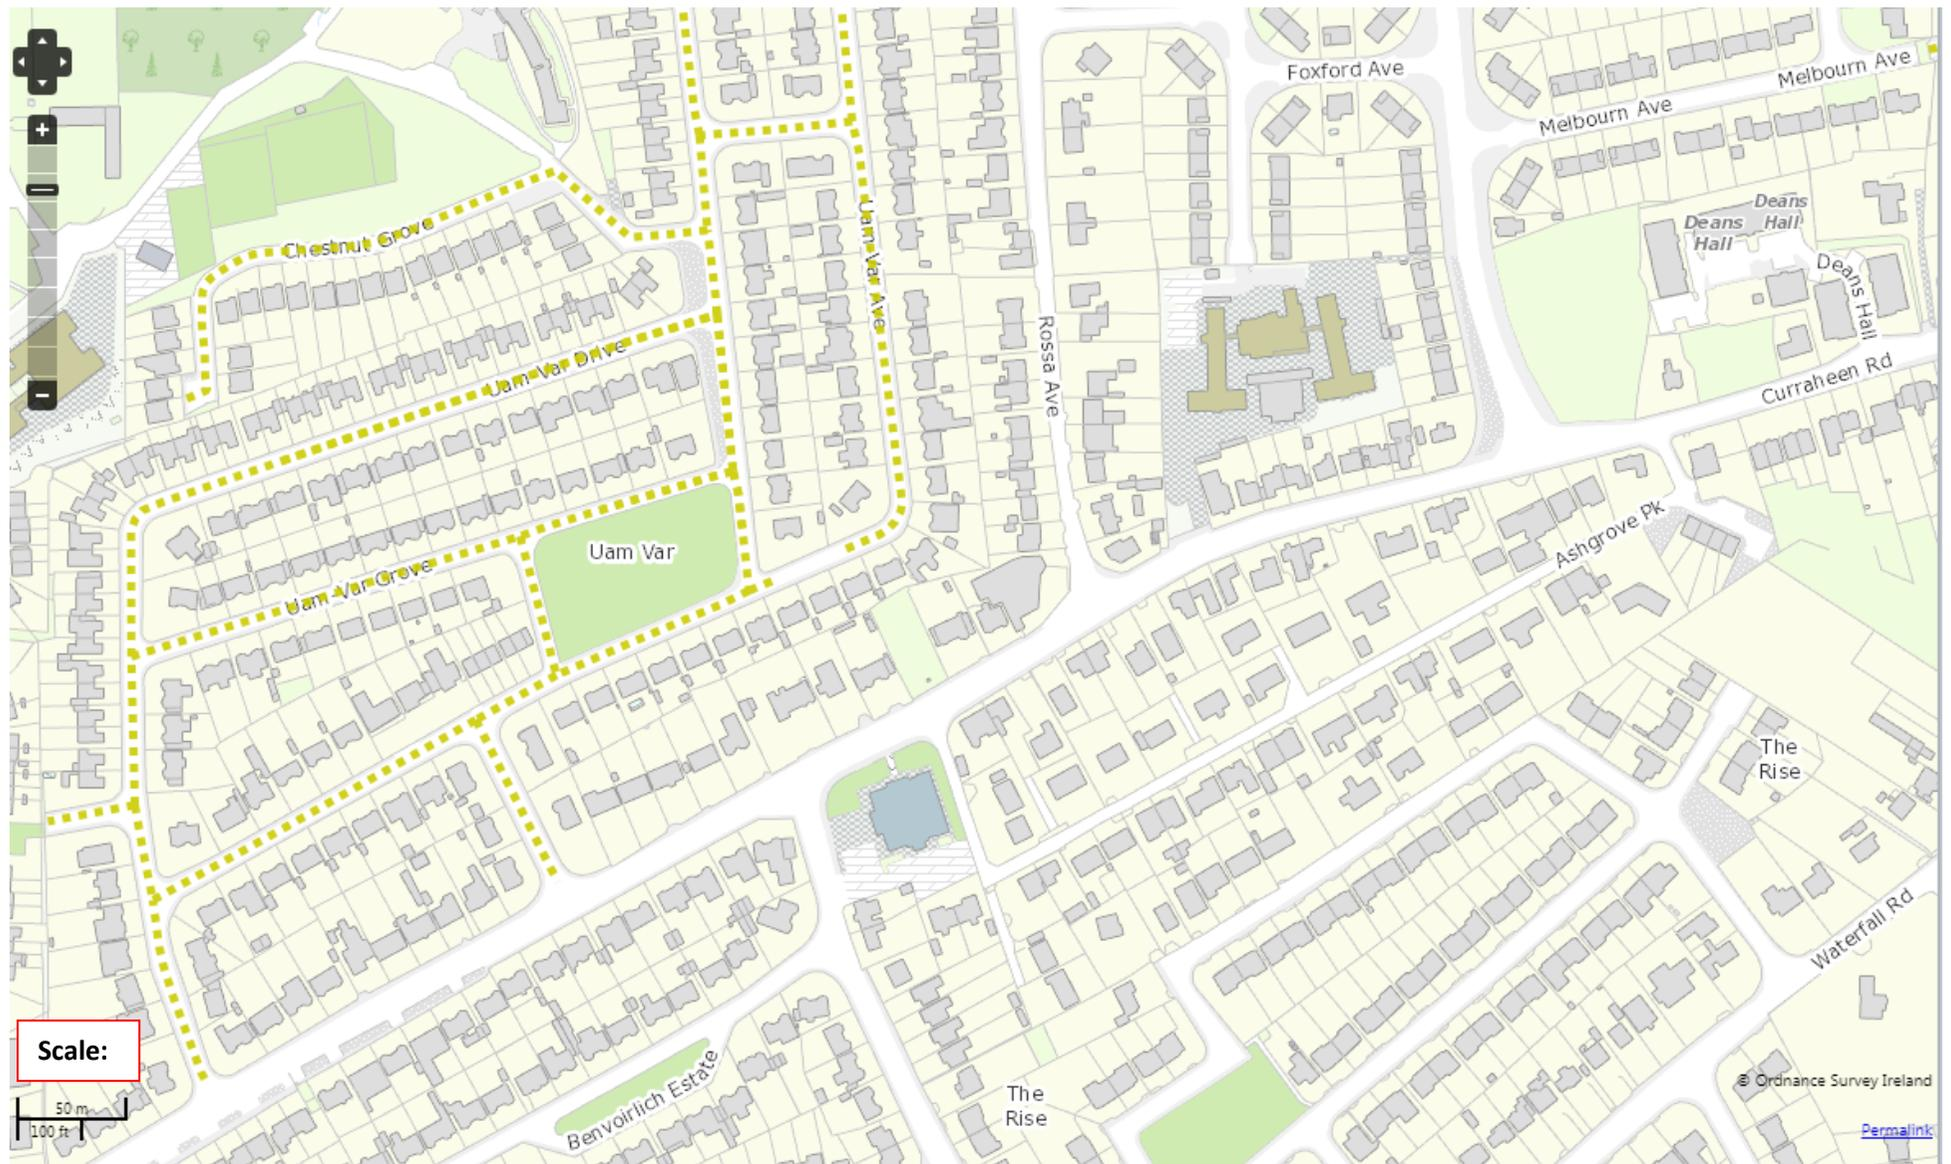 Foxford Ave
Melbourn Ave
Melbourn Ave
Chestnut Grove
Uam Var Ave
Deans
Hall
Deans
Hall
Deans Hall
Uam Var Drive
Rossa Ave
Curraheen Rd
Uam Var
Ashgrove Pk
Uam Var Grove
The
Rise
Waterfall Rd
Scale:
50 m
100 ft
Benvoirlich Estate
The
Rise
© Ordnance Survey Ireland
Permalink